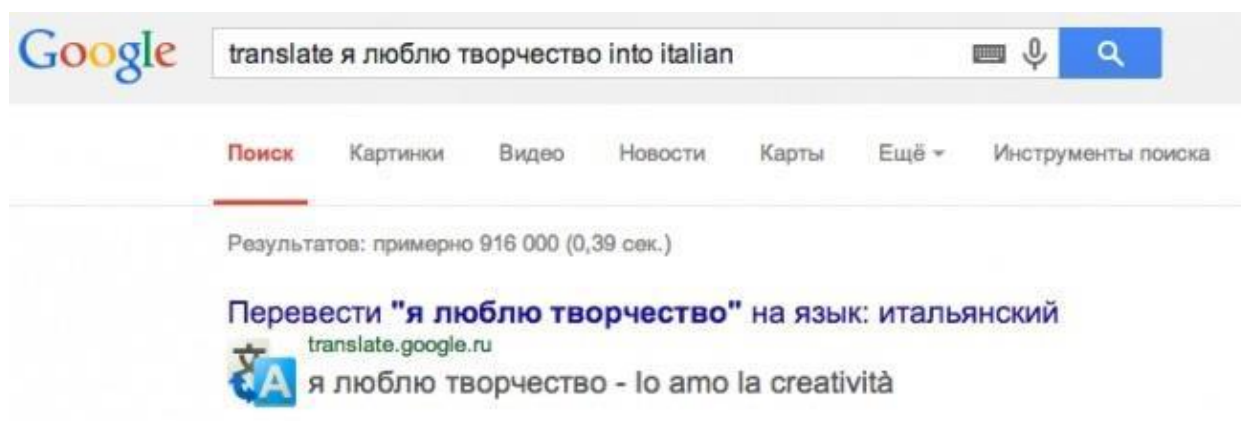 Google translate я люблю творчество into italian
Поиск Картинки Видео Новости Карты Ещё Инструменты поиска
Результатов: примерно 916 000 (0,39 сек.)
Перевести "я люблю творчество" на язык: итальянский
translate.google.ru
文 A я люблю творчество - Io amo la creatività